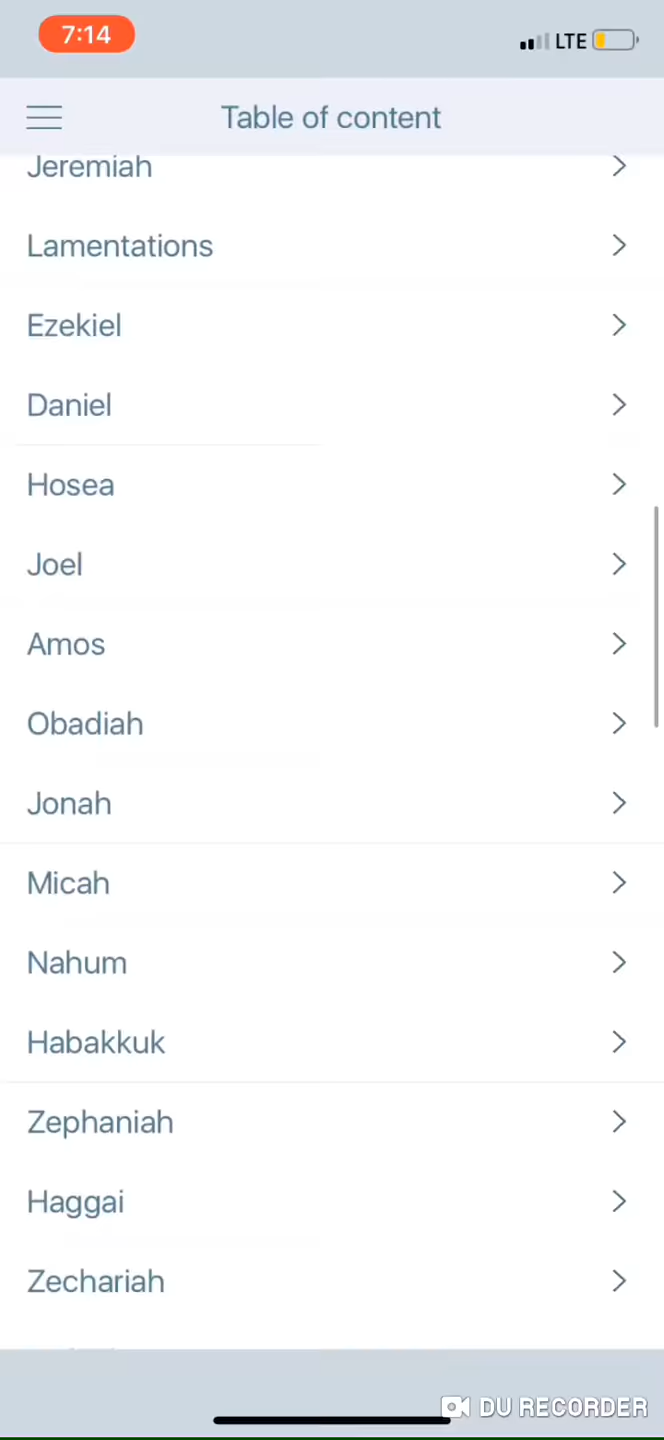 7:14
LTE
Table of content
Jeremiah
Lamentations
Ezekiel
Daniel
Hosea
Joel
Amos
Obadiah
Jonah
Micah
Nahum
Habakkuk
Zephaniah
Haggai
Zechariah
DU RECORDER